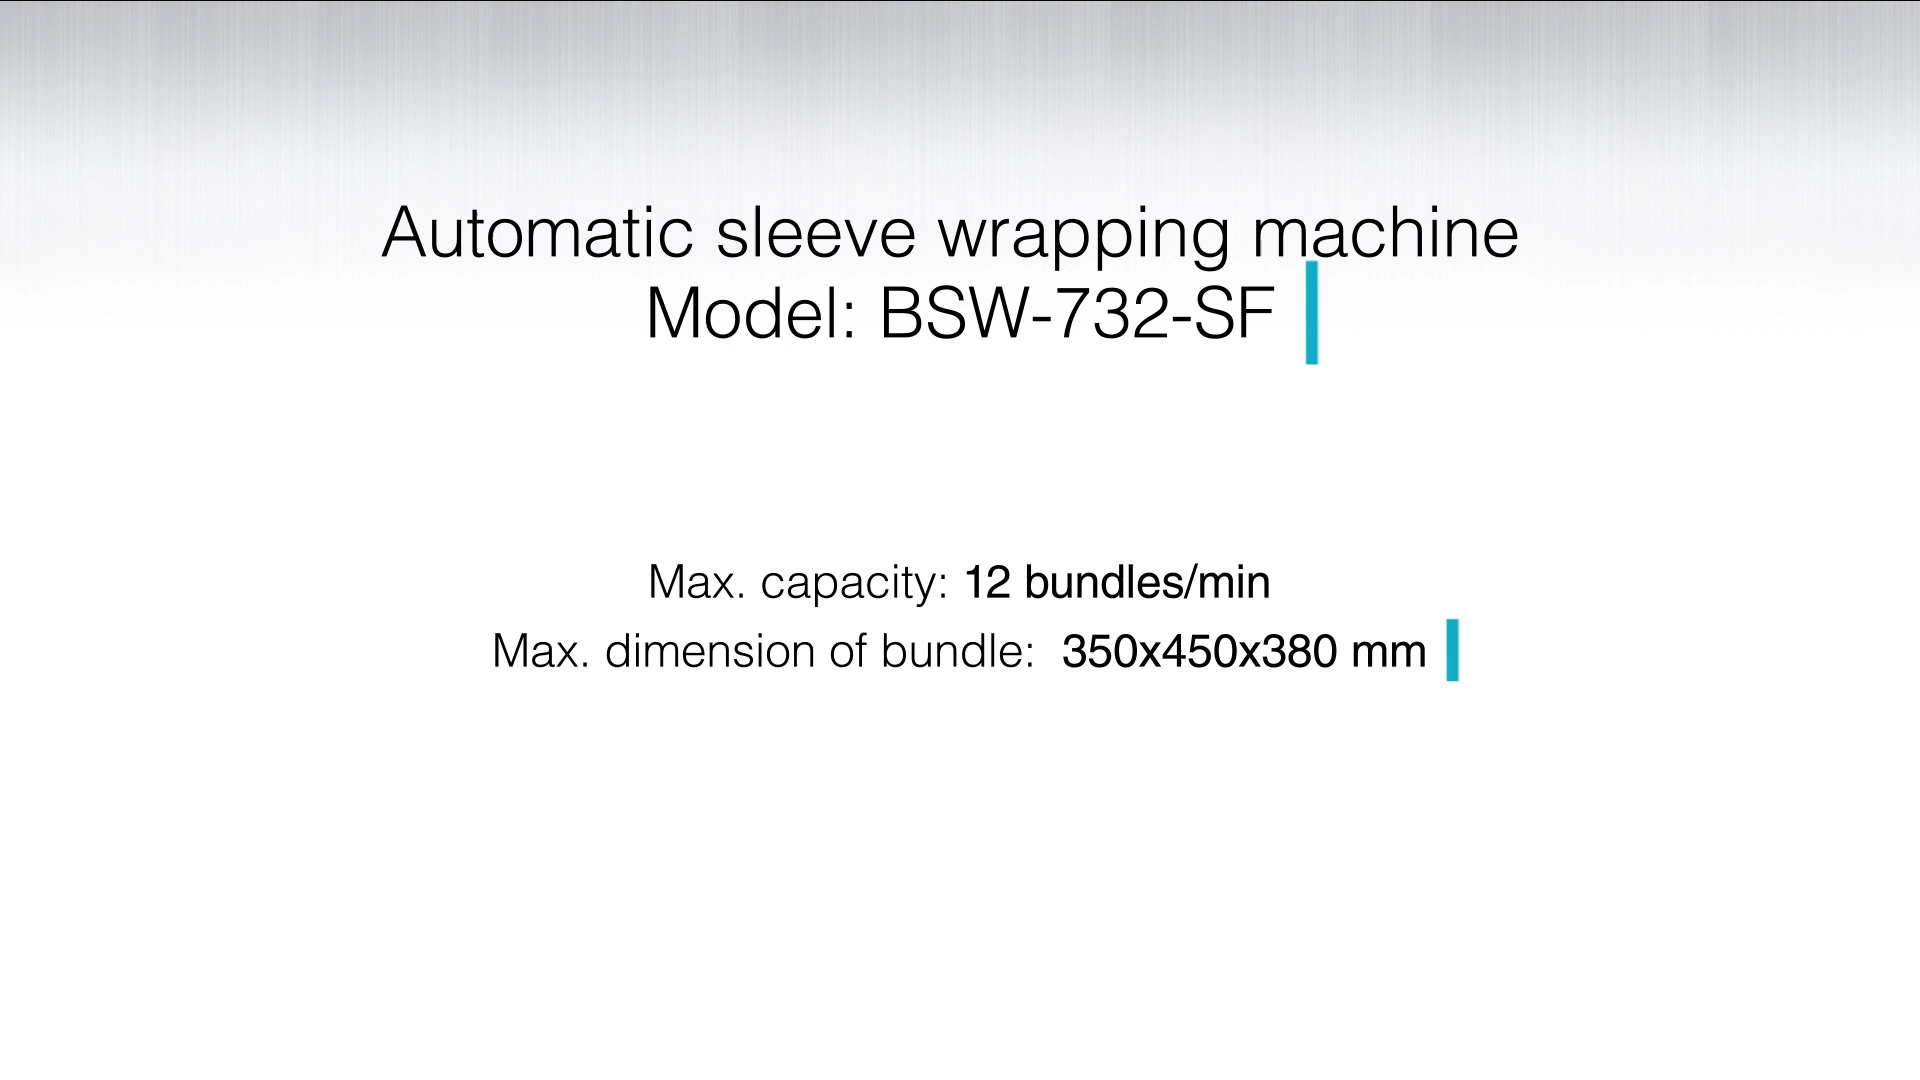 Automatic sleeve wrapping machine
Model: BSW-732-SF
Max. capacity: 12 bundles/min
Max. dimension of bundle: 350x450x380 mm